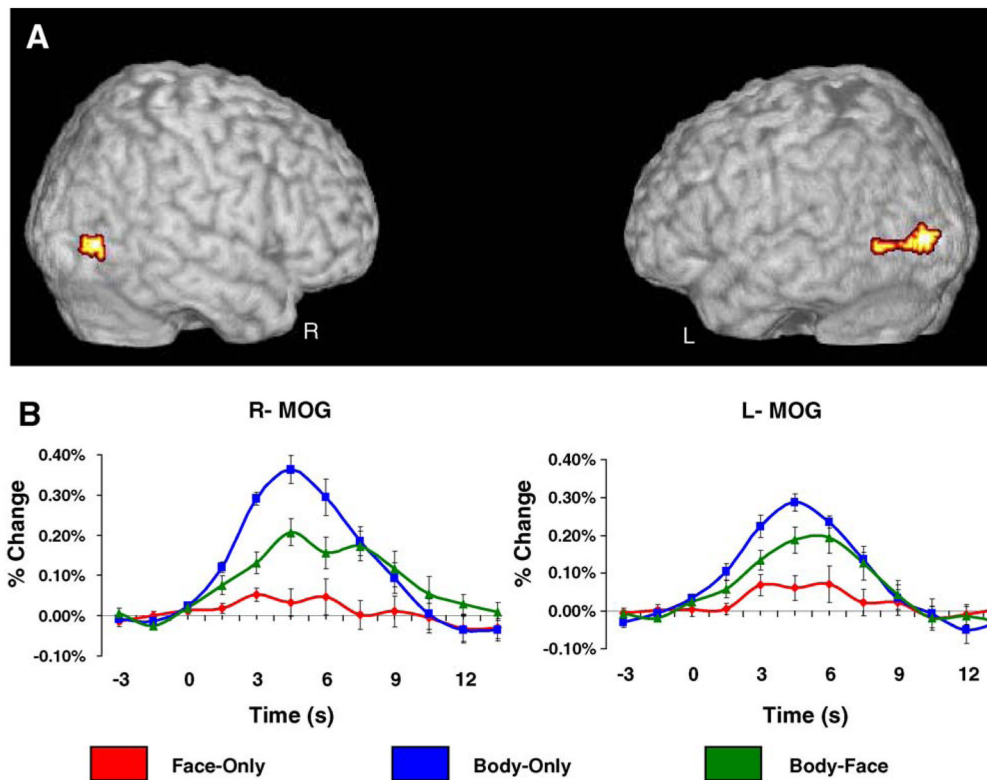 A
R
L
B
R- MOG
L- MOG
0.40%
0.30%
0.20%
0.10%
0.00%
-0.10%
% Change
-3 0 3 6 9 12
Time (s)
0.40%
0.30%
0.20%
0.10%
0.00%
-0.10%
% Change
-3 0 3 6 9 12
Time (s)
Face-Only
Body-Only
Body-Face